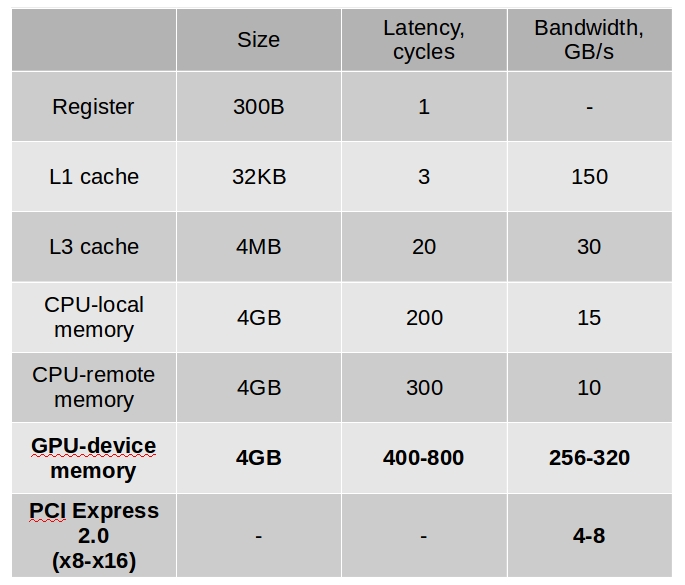 Size
Latency,
cycles
Bandwidth,
GB/s
Register
300B
1
-
L1 cache
32KB
3
150
L3 cache
4MB
20
30
CPU-local
memory
4GB
200
15
CPU-remote
memory
4GB
300
10
GPU-device
memory
4GB
400-800
256-320
PCI Express
2.0
(x8-x16)
-
-
4-8